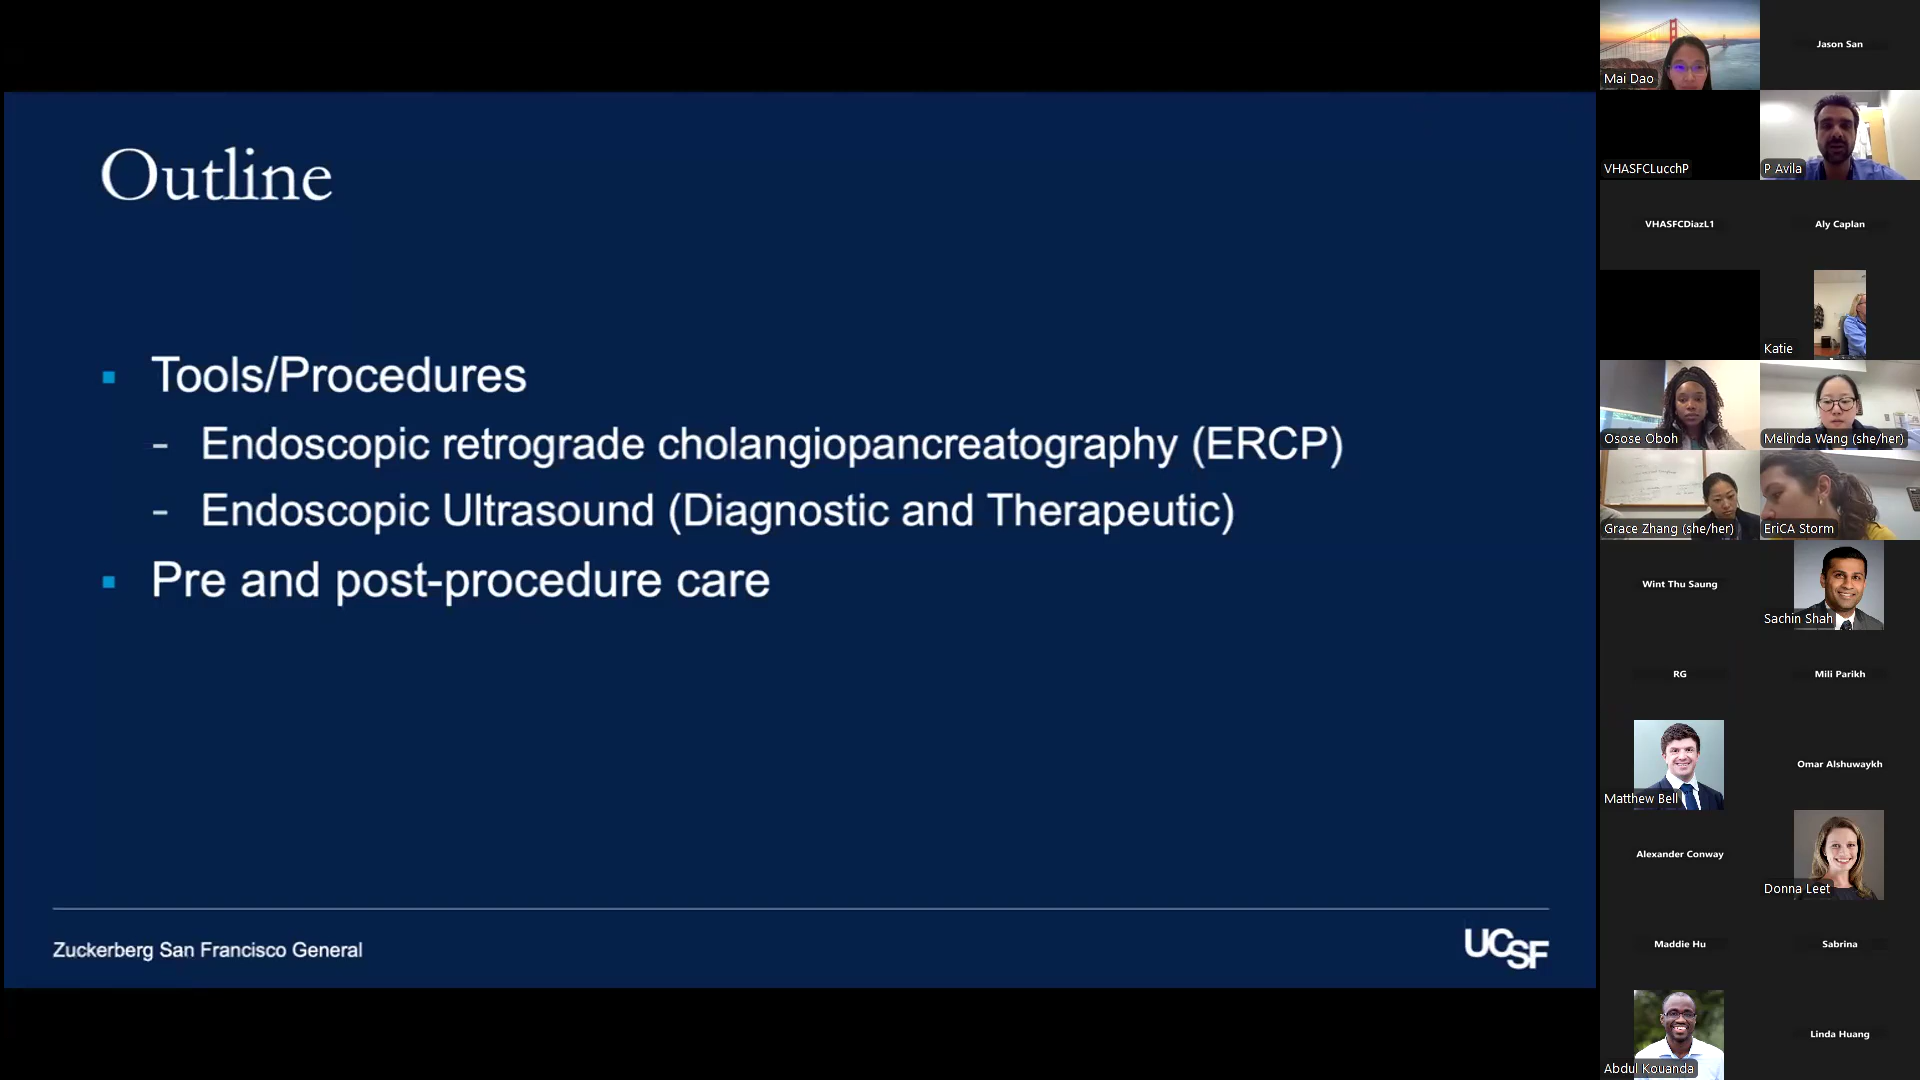 Outline
Tools/Procedures
- Endoscopic retrograde cholangiopancreatography (ERCP)
- Endoscopic Ultrasound (Diagnostic and Therapeutic)
Pre and post-procedure care
Zuckerberg San Francisco General
UCSF
Mai Dao
Jason San
VHASFCLucchP
P Avila
VHASFCDiazL1
Aly Caplan
Katie
Osose Oboh
Melinda Wang (she/her)
Grace Zhang (she/her)
EriCA Storm
Wint Thu Saung
Sachin Shah
RG
Mili Parikh
Matthew Bell
Omar Alshuwaykh
Alexander Conway
Donna Leet
Maddie Hu
Sabrina
Abdul Kouanda
Linda Huang